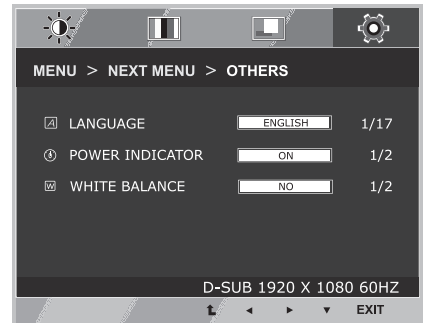 MENU > NEXT MENU > OTHERS
LANGUAGE ENGLISH 1/17
POWER INDICATOR ON 1/2
W WHITE BALANCE NO 1/2
D-SUB 1920 X 1080 60HZ
EXIT